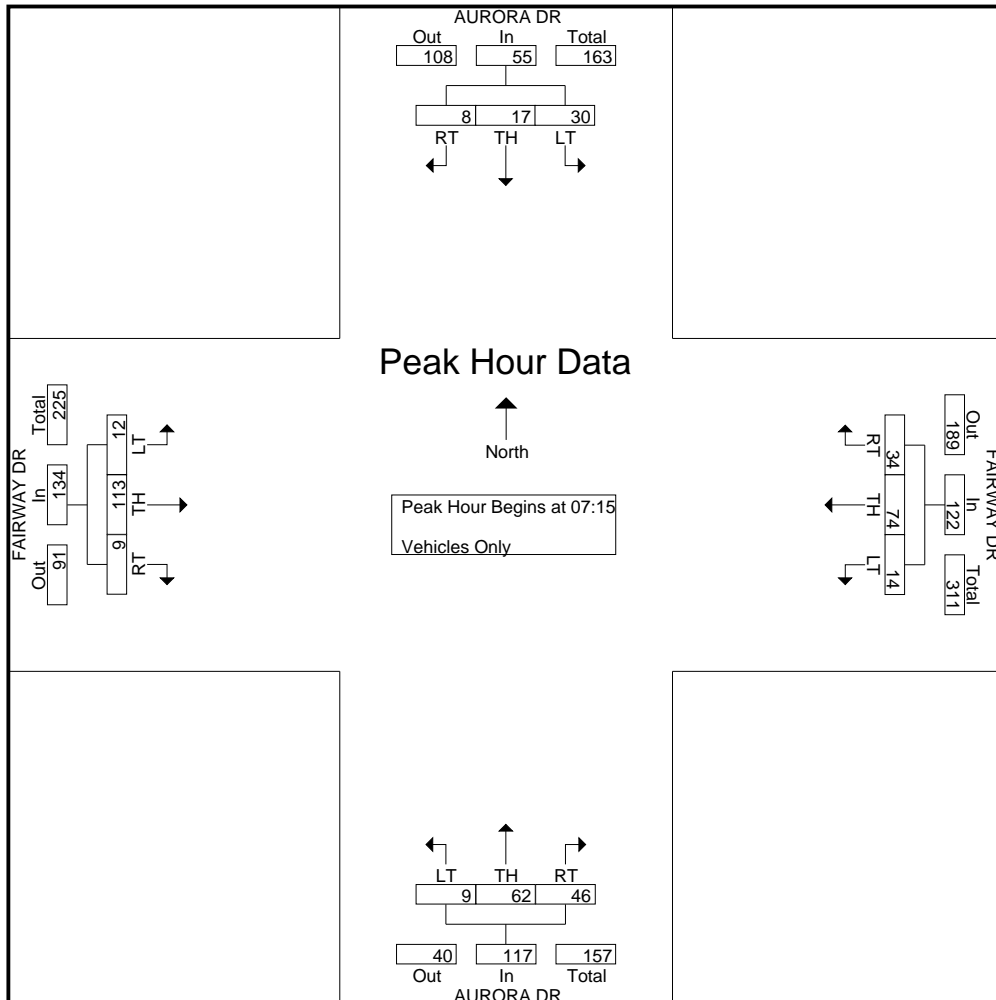 AURORA DR
Out In Total
108 55 163
8 17 30
RT TH LT
Peak Hour Data
North
Peak Hour Begins at 07:15
Vehicles Only
FAIRWAY DR
Out In Total
91 134 225
12 113 9
LT TH RT
FAIRWAY DR
Out In Total
189 122 311
34 74 14
RT TH LT
LT TH RT
9 62 46
40 117 157
Out In Total
AURORA DR